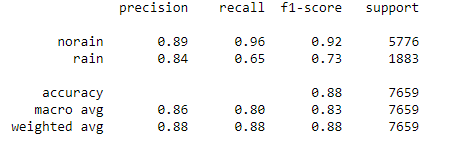 precision recall f1-score support
norain 0.89 0.96 0.92 5776
rain 0.84 0.65 0.73 1883
accuracy 0.88 7659
macro avg 0.86 0.80 0.83 7659
weighted avg 0.88 0.88 0.88 7659